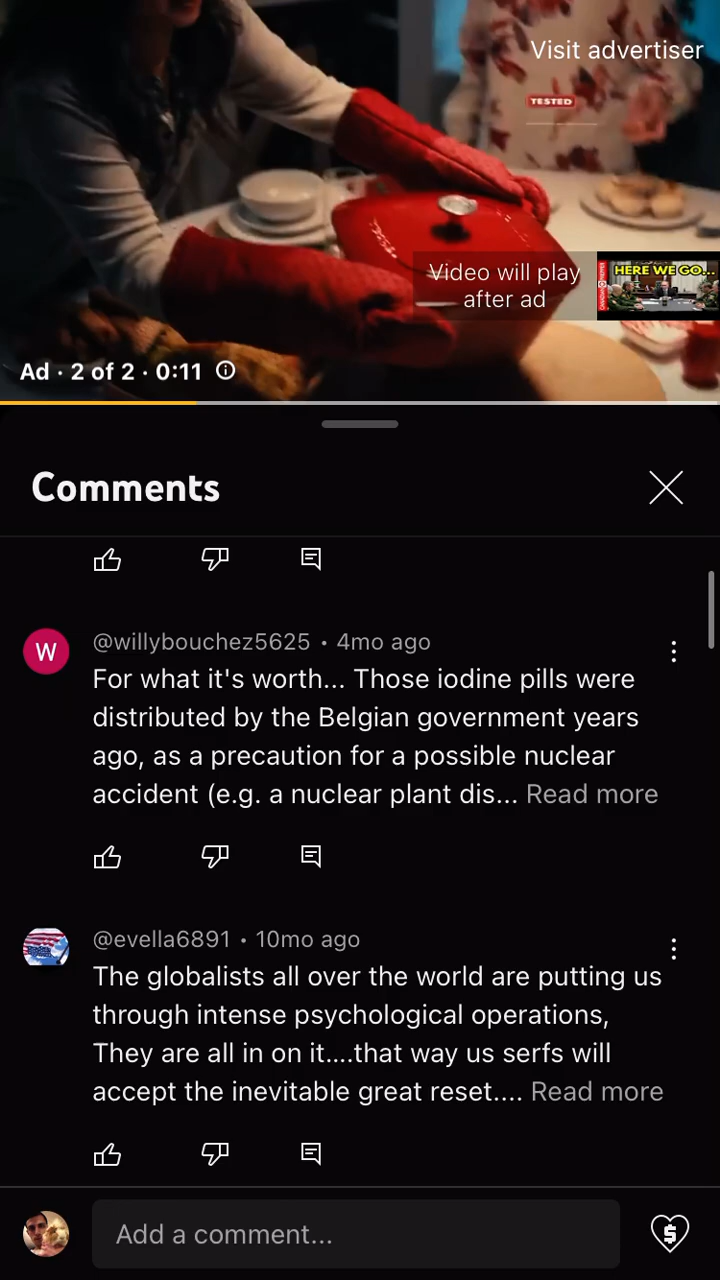 Visit advertiser
TESTED
Video will play
after ad
HERE WE GO...
Ad · 2 of 2 · 0:11
Comments
W
@willybouchez5625 · 4mo ago
For what it's worth... Those iodine pills were
distributed by the Belgian government years
ago, as a precaution for a possible nuclear
accident (e.g. a nuclear plant dis... Read more
@evella6891 · 10mo ago
The globalists all over the world are putting us
through intense psychological operations,
They are all in on it....that way us serfs will
accept the inevitable great reset.... Read more
Add a comment...
$